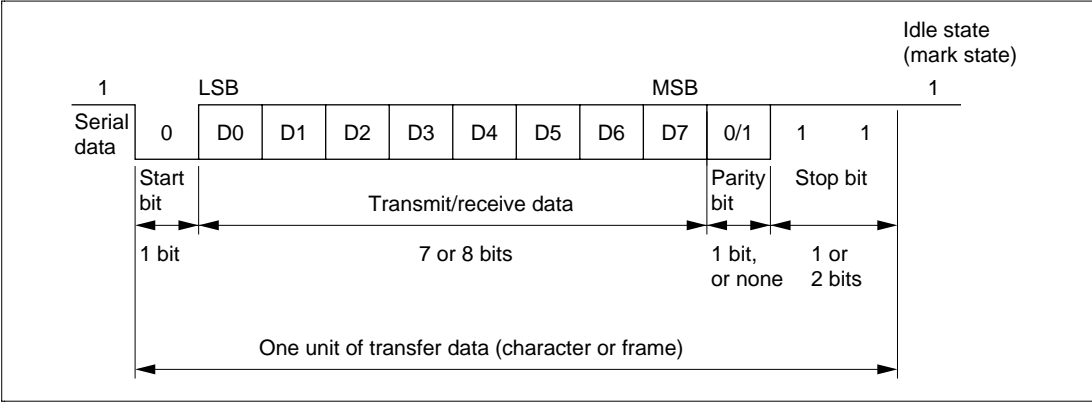 Idle state
(mark state)
1 LSB MSB 1
Serial
data
0 D0 D1 D2 D3 D4 D5 D6 D7 0/1 1 1
Start
bit
Transmit/receive data
Parity
bit
Stop bit
1 bit
7 or 8 bits
1 bit,
or none
1 or
2 bits
One unit of transfer data (character or frame)